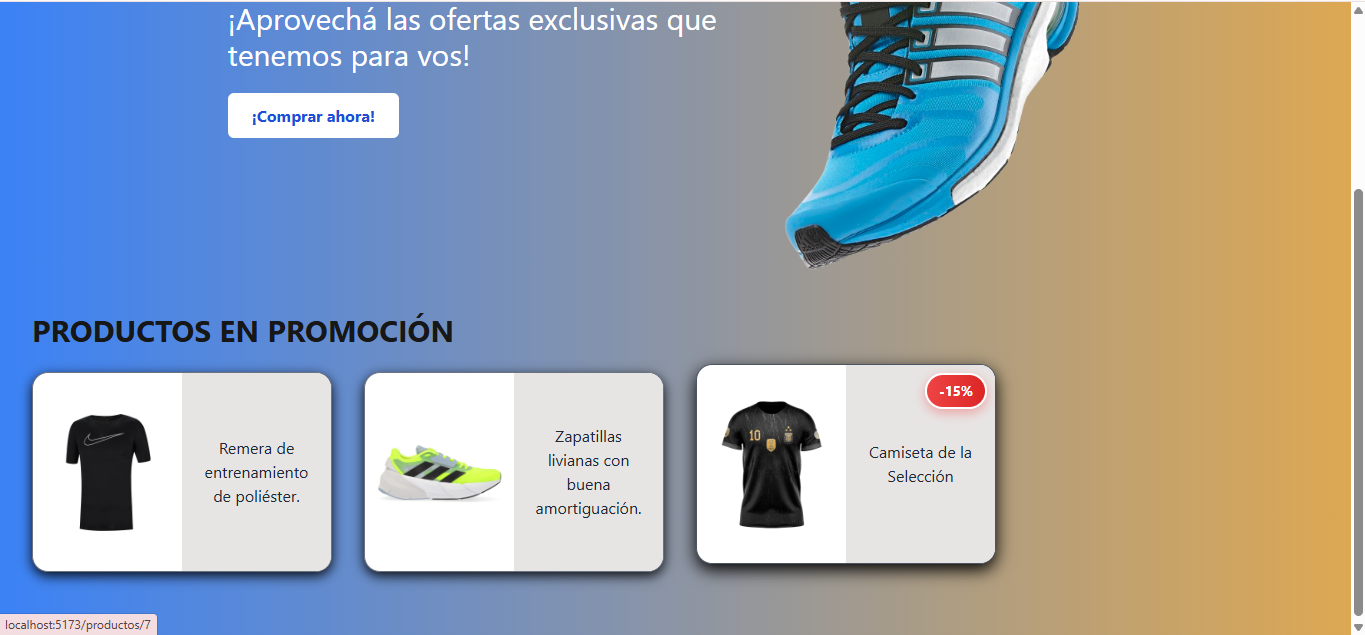 ¡Aprovechá las ofertas exclusivas que
tenemos para vos!
¡Comprar ahora!
PRODUCTOS EN PROMOCIÓN
Remera de
entrenamiento
de poliéster.
Zapatillas
livianas con
buena
amortiguación.
10
-15%
Camiseta de la
Selección
localhost:5173/productos/7